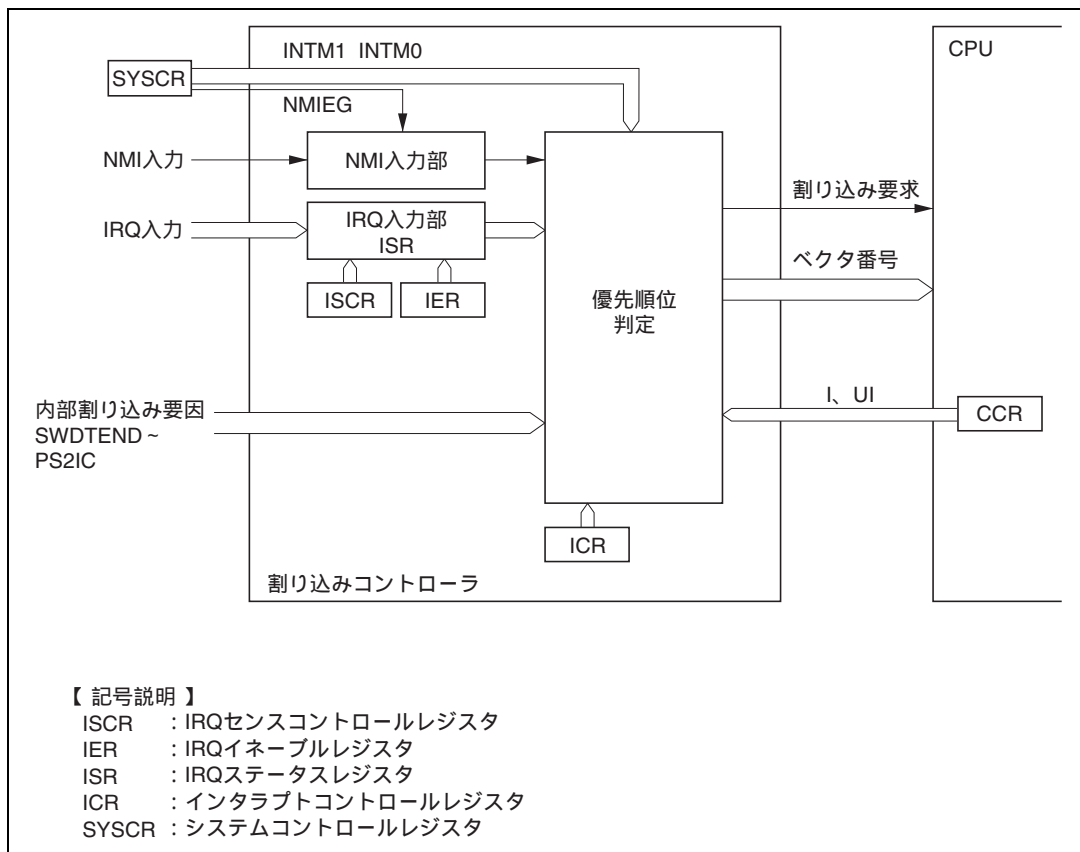 INTM1 INTM0
CPU
SYSCR
NMIEG
NMI入力
NMI入力部
割り込み要求
IRQ入力
IRQ入力部
ISR
ベクタ番号
ISCR
IER
優先順位
判定
I、UI
CCR
内部割り込み要因
SWDTEND~
PS2IC
ICR
割り込みコントローラ
【 記号説明 】
ISCR :IRQセンスコントロールレジスタ
IER :IRQイネーブルレジスタ
ISR :IRQステータスレジスタ
ICR :インタラプトコントロールレジスタ
SYSCR :システムコントロールレジスタ